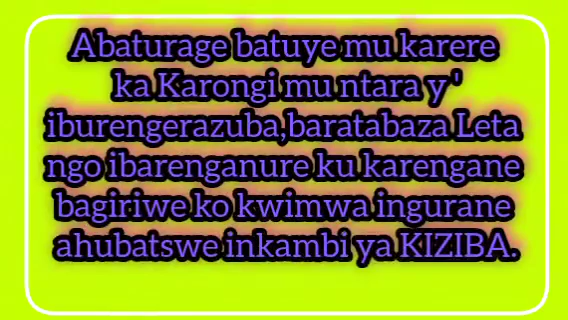 Abaturage batuye mu karere
ka Karongi mu ntara y '
iburengerazuba,baratabaza Leta
ngo ibarenganure ku karengane
bagiriwe ko kwimwa ingurane
ahubatswe inkambi ya KIZIBA.